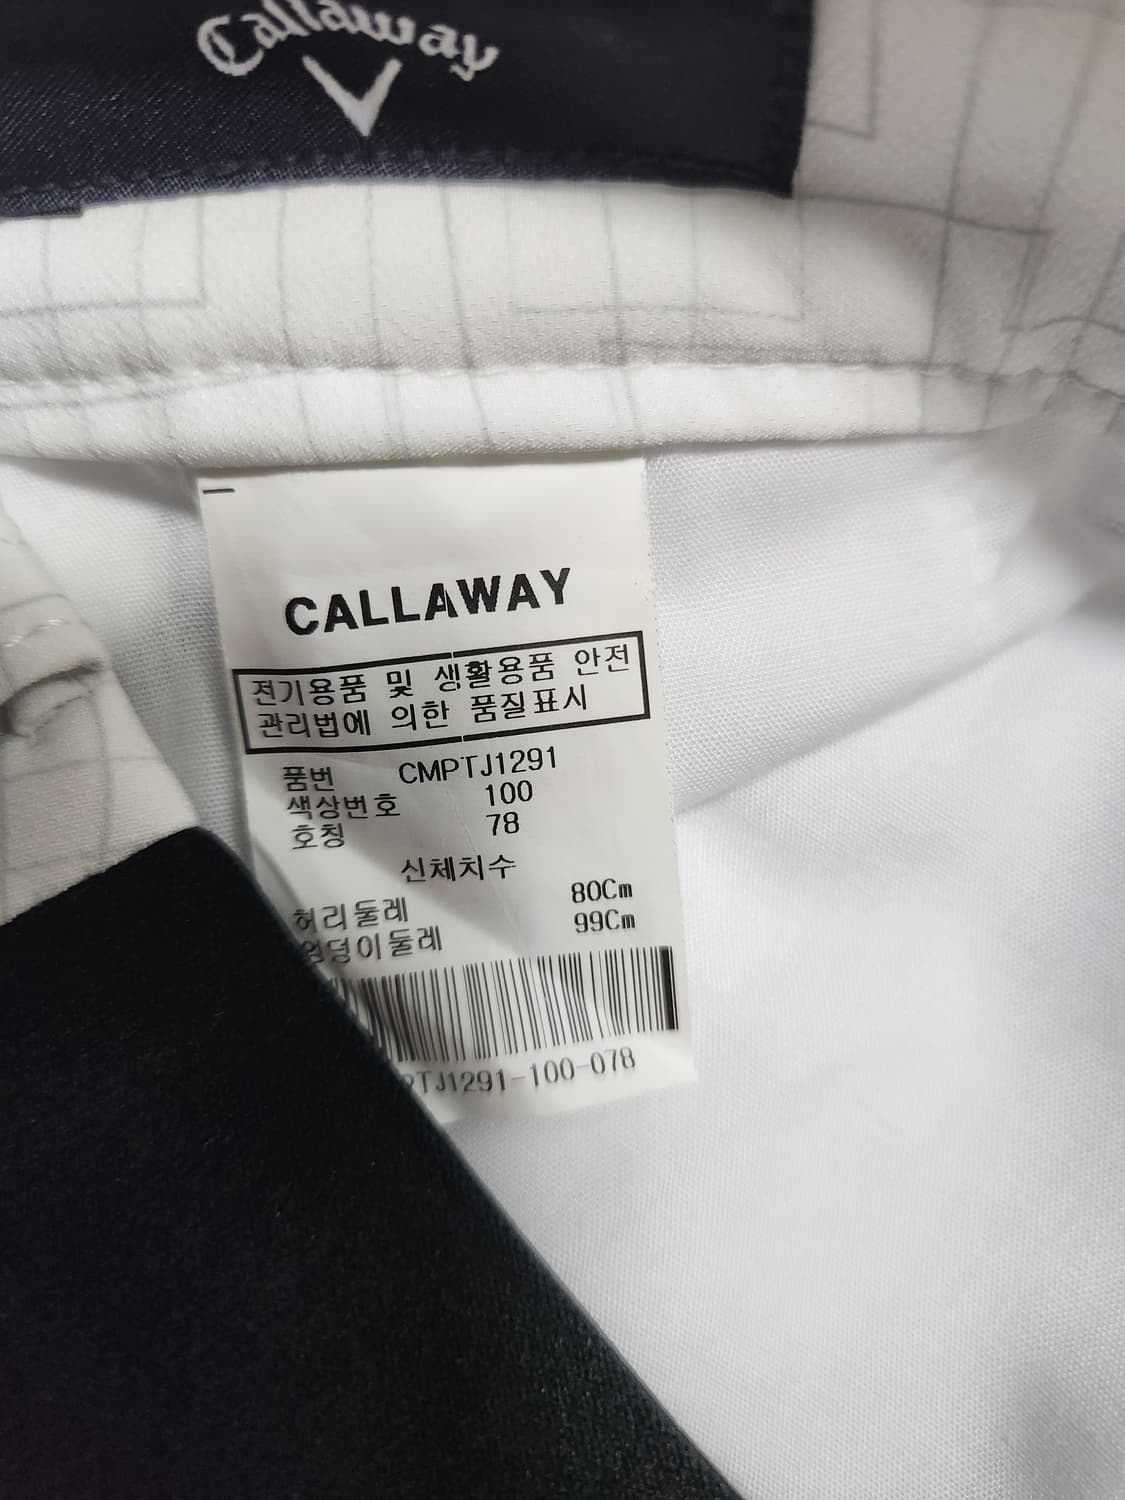 Callaway
CALLAWAY
전기용품 및 생활용품 안전
관리법에 의한 품질표시
품번 CMPTJ1291
색상번호 100
호칭 78
신체치수
허리둘레 80Cm
엉덩이둘레 99Cm
PTJ1291-100-078